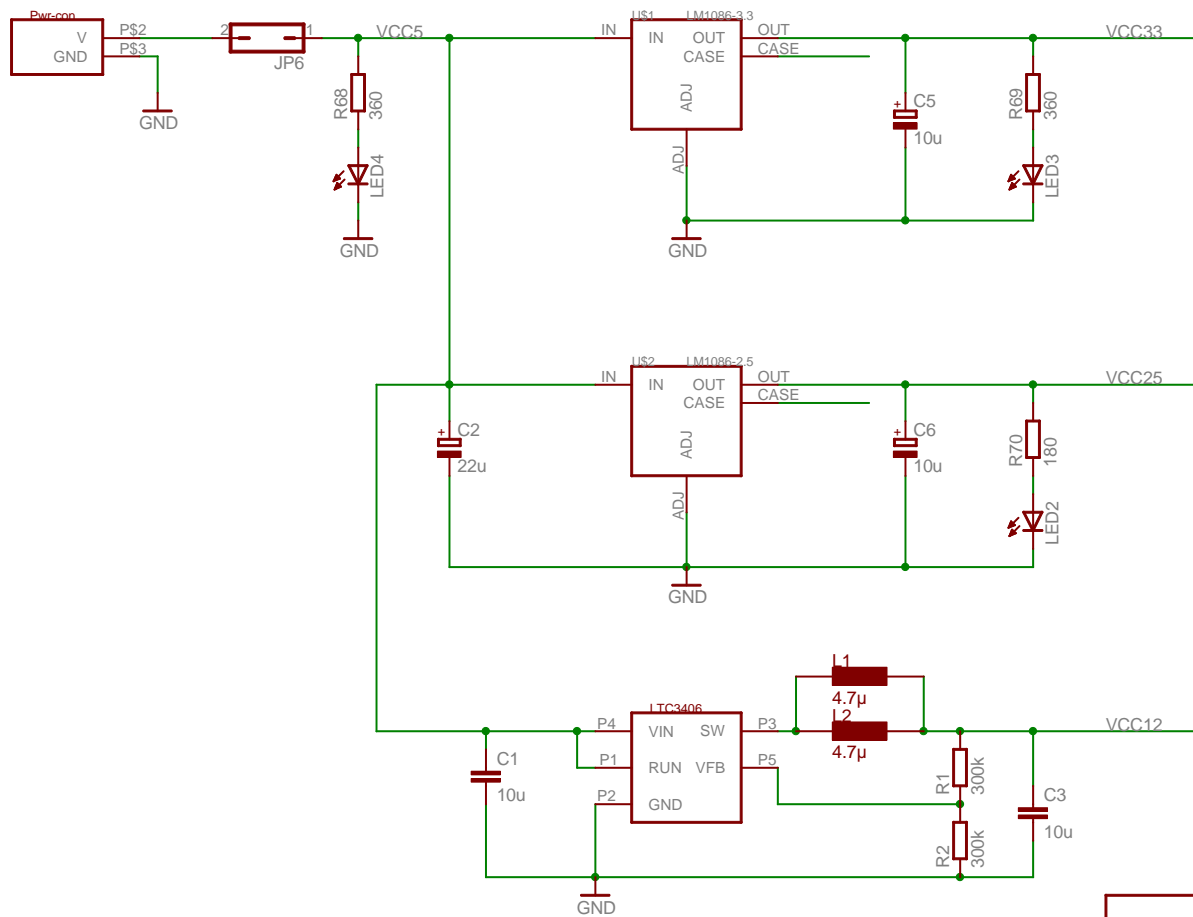 Pwr-con
V
P$2
GND
P$3
GND
2
1
JP6
VCC5
R68
360
LED4
GND
U$1
LM1086-3.3
IN
IN
OUT
OUT
CASE
CASE
ADJ
ADJ
GND
+
C5
10u
R69
360
LED3
VCC33
U$2
LM1086-2.5
IN
IN
OUT
OUT
CASE
CASE
ADJ
ADJ
GND
+
C2
22u
+
C6
10u
R70
180
LED2
VCC25
LTC3406
P4
VIN
SW
P3
P1
RUN
VFB
P5
P2
GND
C1
10u
GND
L1
4.7µ
L2
4.7µ
VCC12
R1
300k
R2
300k
C3
10u